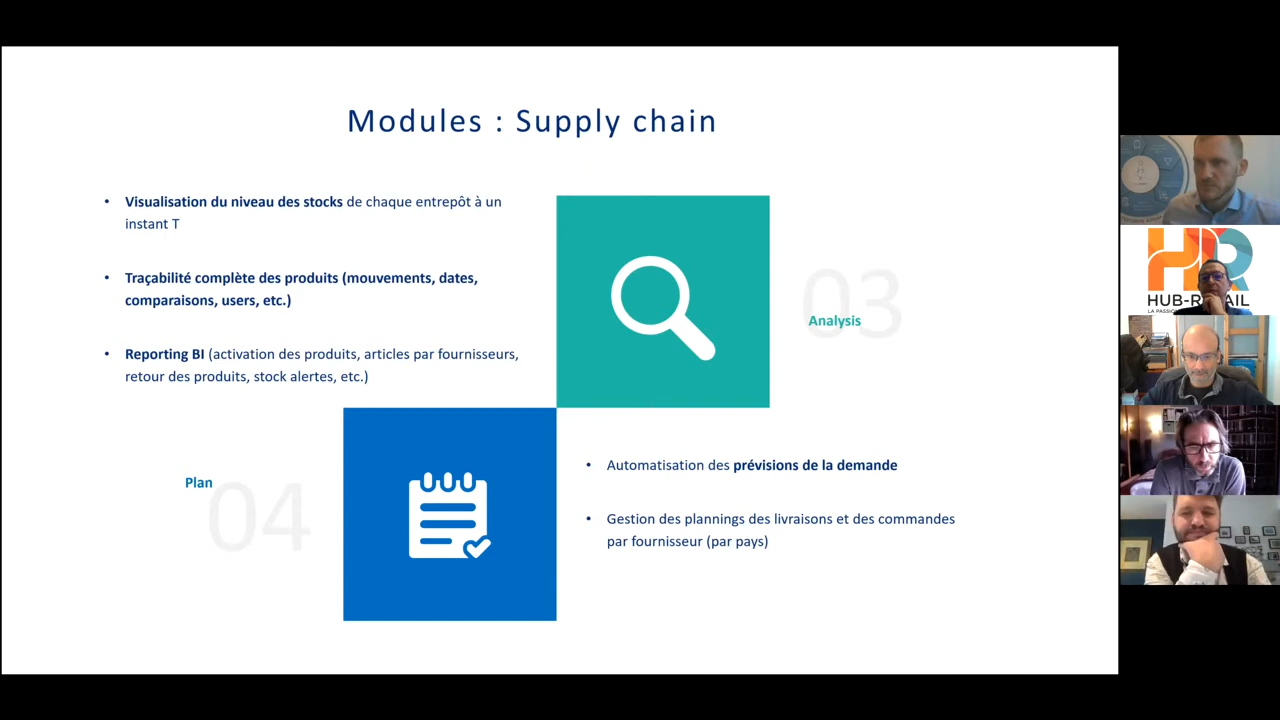 Modules : Supply chain
• Visualisation du niveau des stocks de chaque entrepôt à un
instant T
• Traçabilité complète des produits (mouvements, dates,
comparaisons, users, etc.)
• Reporting BI (activation des produits, articles par fournisseurs,
retour des produits, stock alertes, etc.)
03
Analysis
Plan
04
• Automatisation des prévisions de la demande
• Gestion des plannings des livraisons et des commandes
par fournisseur (par pays)
HR